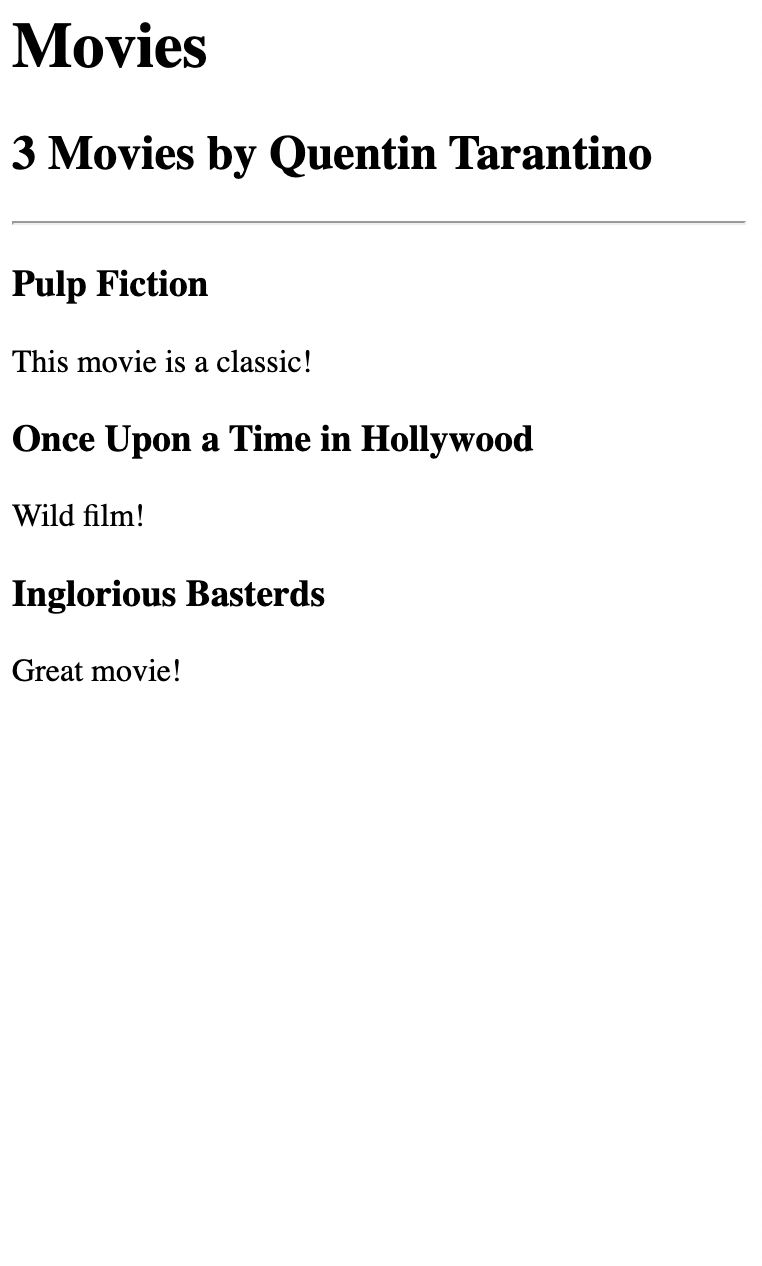 Movies
3 Movies by Quentin Tarantino
Pulp Fiction
This movie is a classic!
Once Upon a Time in Hollywood
Wild film!
Inglorious Basterds
Great movie!